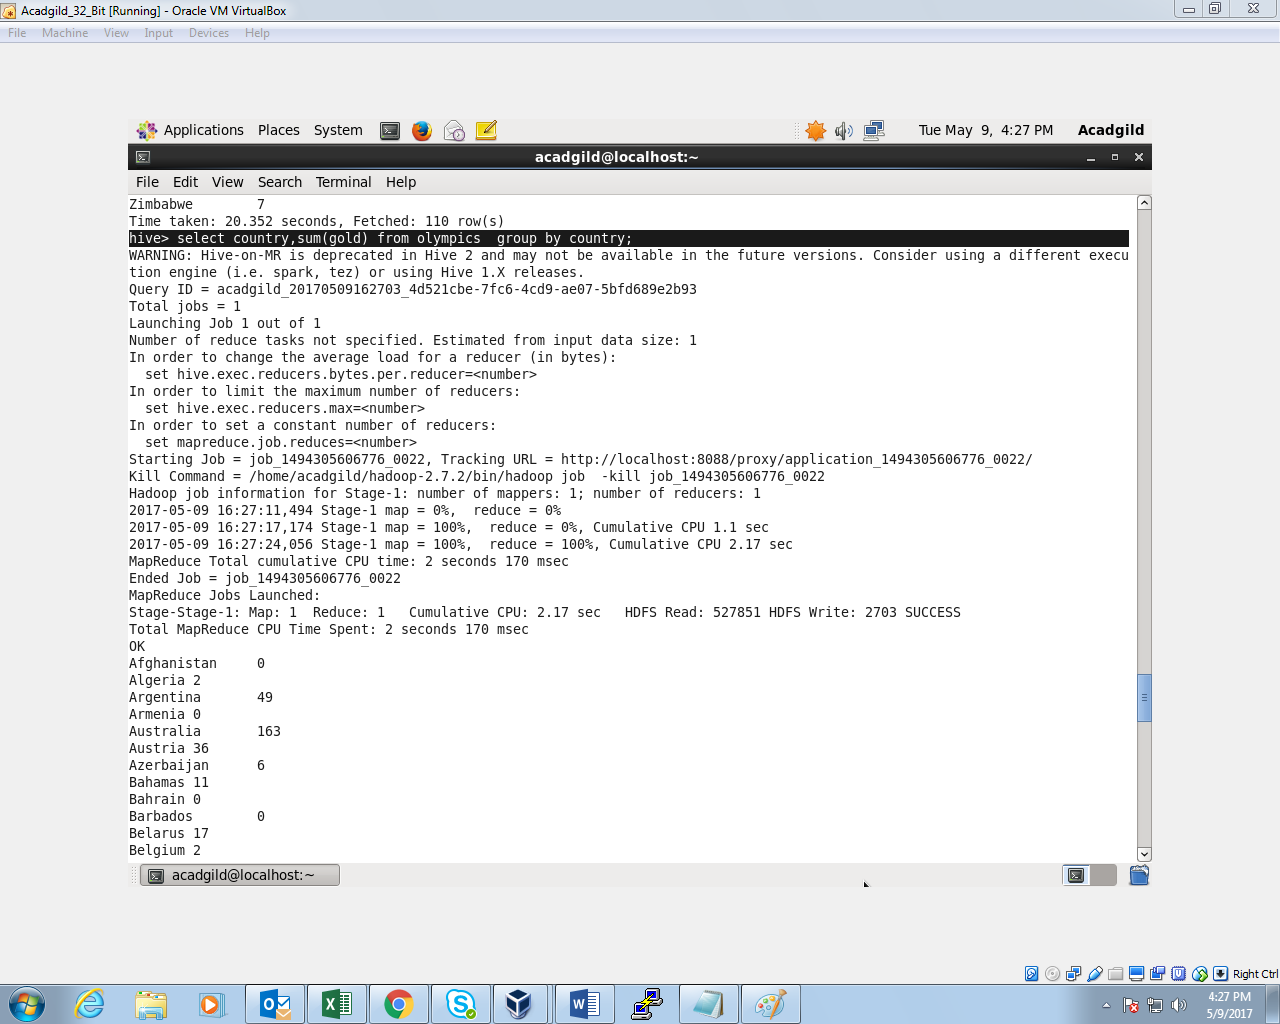 Acadgild_32_Bit [Running] - Oracle VM VirtualBox
File Machine View Input Devices Help
Applications Places System Tue May  9,  4:27 PM Acadgild
acadgild@localhost:~
File Edit View Search Terminal Help
Zimbabwe        7
Time taken: 20.352 seconds, Fetched: 110 row(s)
hive> select country,sum(gold) from olympics  group by country;
WARNING: Hive-on-MR is deprecated in Hive 2 and may not be available in the future versions. Consider using a different execu
tion engine (i.e. spark, tez) or using Hive 1.X releases.
Query ID = acadgild_20170509162703_4d521cbe-7fc6-4cd9-ae07-5bfd689e2b93
Total jobs = 1
Launching Job 1 out of 1
Number of reduce tasks not specified. Estimated from input data size: 1
In order to change the average load for a reducer (in bytes):
  set hive.exec.reducers.bytes.per.reducer=<number>
In order to limit the maximum number of reducers:
  set hive.exec.reducers.max=<number>
In order to set a constant number of reducers:
  set mapreduce.job.reduces=<number>
Starting Job = job_1494305606776_0022, Tracking URL = http://localhost:8088/proxy/application_1494305606776_0022/
Kill Command = /home/acadgild/hadoop-2.7.2/bin/hadoop job  -kill job_1494305606776_0022
Hadoop job information for Stage-1: number of mappers: 1; number of reducers: 1
2017-05-09 16:27:11,494 Stage-1 map = 0%,  reduce = 0%
2017-05-09 16:27:17,174 Stage-1 map = 100%,  reduce = 0%, Cumulative CPU 1.1 sec
2017-05-09 16:27:24,056 Stage-1 map = 100%,  reduce = 100%, Cumulative CPU 2.17 sec
MapReduce Total cumulative CPU time: 2 seconds 170 msec
Ended Job = job_1494305606776_0022
MapReduce Jobs Launched:
Stage-Stage-1: Map: 1  Reduce: 1   Cumulative CPU: 2.17 sec   HDFS Read: 527851 HDFS Write: 2703 SUCCESS
Total MapReduce CPU Time Spent: 2 seconds 170 msec
OK
Afghanistan     0
Algeria 2
Argentina       49
Armenia 0
Australia       163
Austria 36
Azerbaijan      6
Bahamas 11
Bahrain 0
Barbados        0
Belarus 17
Belgium 2
acadgild@localhost:~
Right Ctrl
4:27 PM
5/9/2017